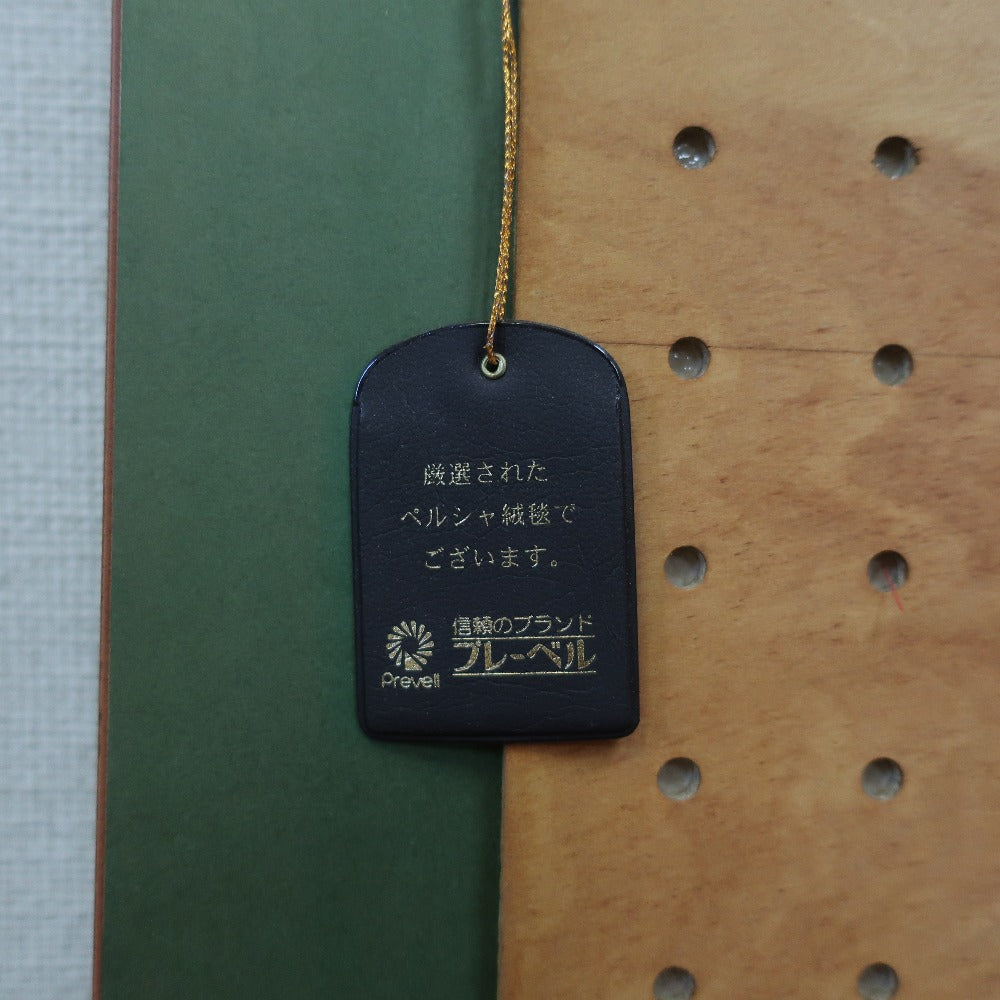 厳選された
ペルシャ絨毯で
ございます。
信頼のブランド
プレーベル
Prevell